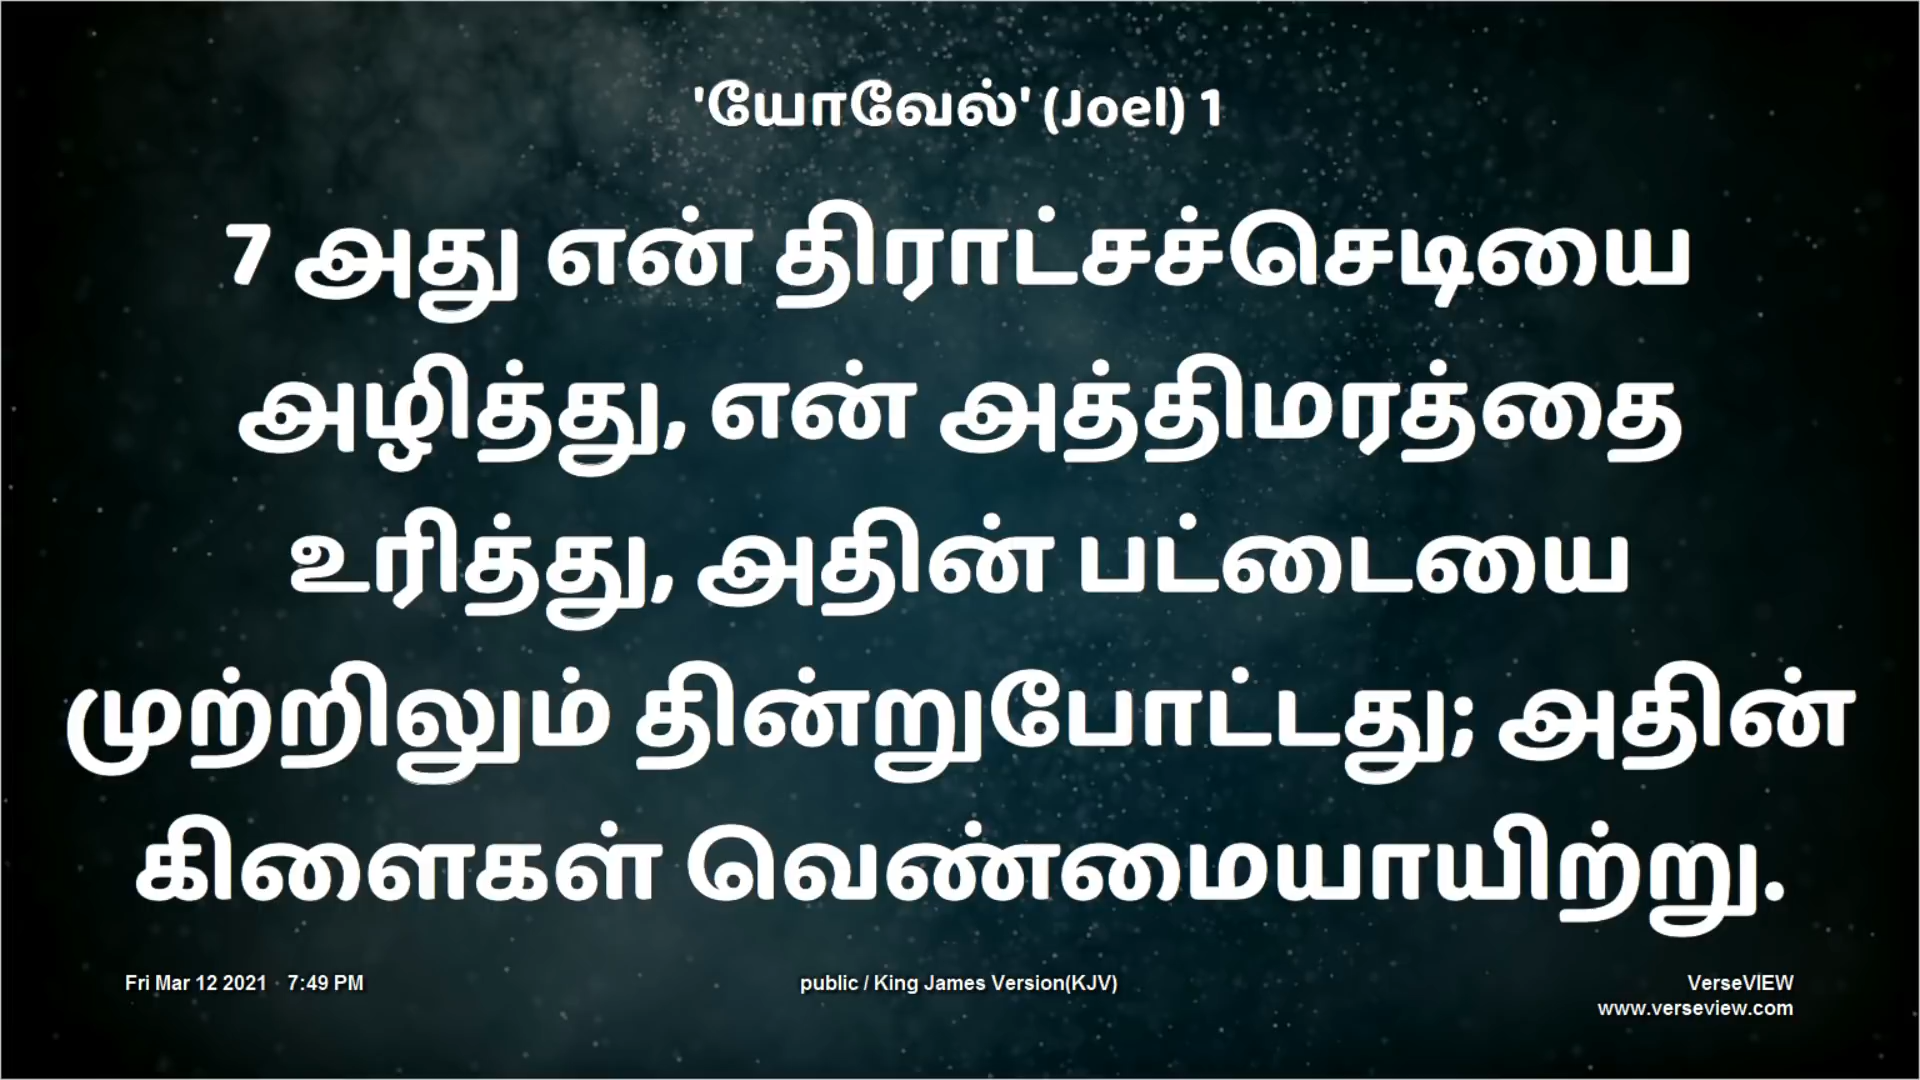 'யோவேல்' (Joel) 1
7 அது என் திராட்சச்செடியை
அழித்து, என் அத்திமரத்தை
உரித்து, அதின் பட்டையை
முற்றிலும் தின்றுபோட்டது; அதின்
கிளைகள் வெண்மையாயிற்று.
Fri Mar 12 2021 · 7:49 PM
public / King James Version(KJV)
VerseVIEW
www.verseview.com